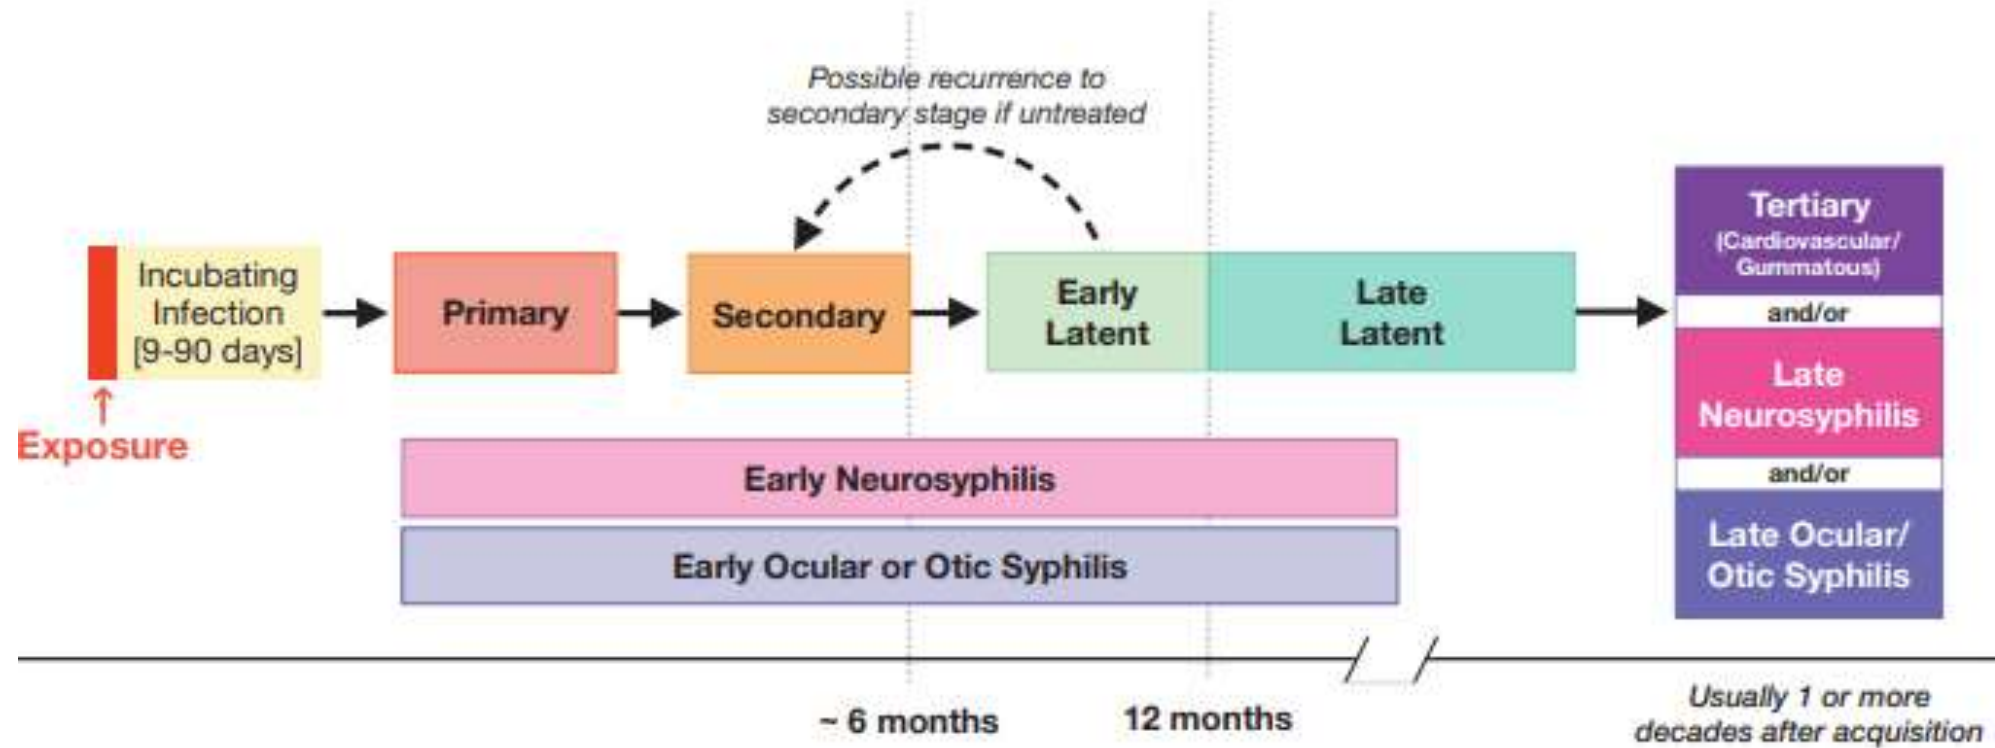 Possible recurrence to
secondary stage if untreated
Incubating
Infection
[9-90 days]
Exposure
Primary
Secondary
Early
Latent
Late
Latent
Tertiary
(Cardiovascular/
Gummatous)
and/or
Late
Neurosyphilis
and/or
Late Ocular/
Otic Syphilis
Early Neurosyphilis
Early Ocular or Otic Syphilis
~ 6 months
12 months
Usually 1 or more
decades after acquisition